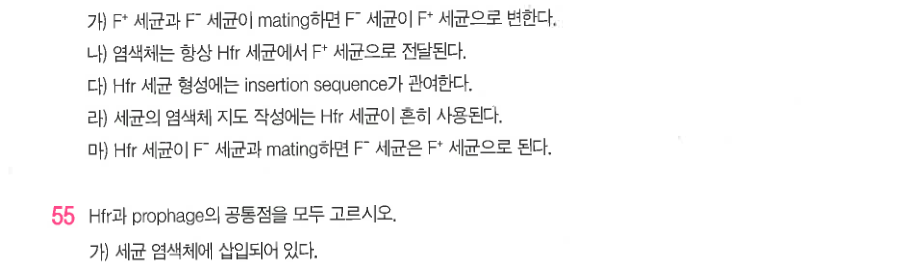 가) F⁺ 세균과 F⁻ 세균이 mating하면 F⁻ 세균이 F⁺ 세균으로 변한다.
나) 염색체는 항상 Hfr 세균에서 F⁺ 세균으로 전달된다.
다) Hfr 세균 형성에는 insertion sequence가 관여한다.
라) 세균의 염색체 지도 작성에는 Hfr 세균이 흔히 사용된다.
마) Hfr 세균이 F⁻ 세균과 mating하면 F⁻ 세균은 F⁺ 세균으로 된다.
55 Hfr과 prophage의 공통점을 모두 고르시오.
가) 세균 염색체에 삽입되어 있다.